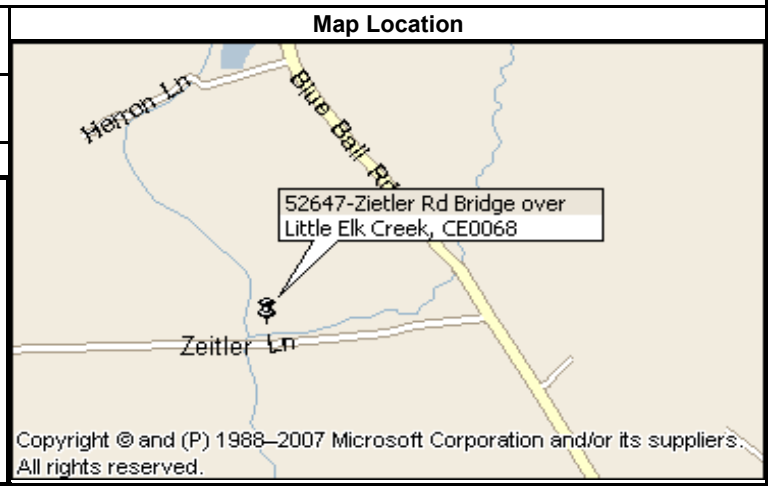 Map Location
Herron Ln
Blue Ball Rd
52647-Zietler Rd Bridge over
Little Elk Creek, CE0068
Zeitler Ln
Copyright © and (P) 1988–2007 Microsoft Corporation and/or its suppliers.
All rights reserved.